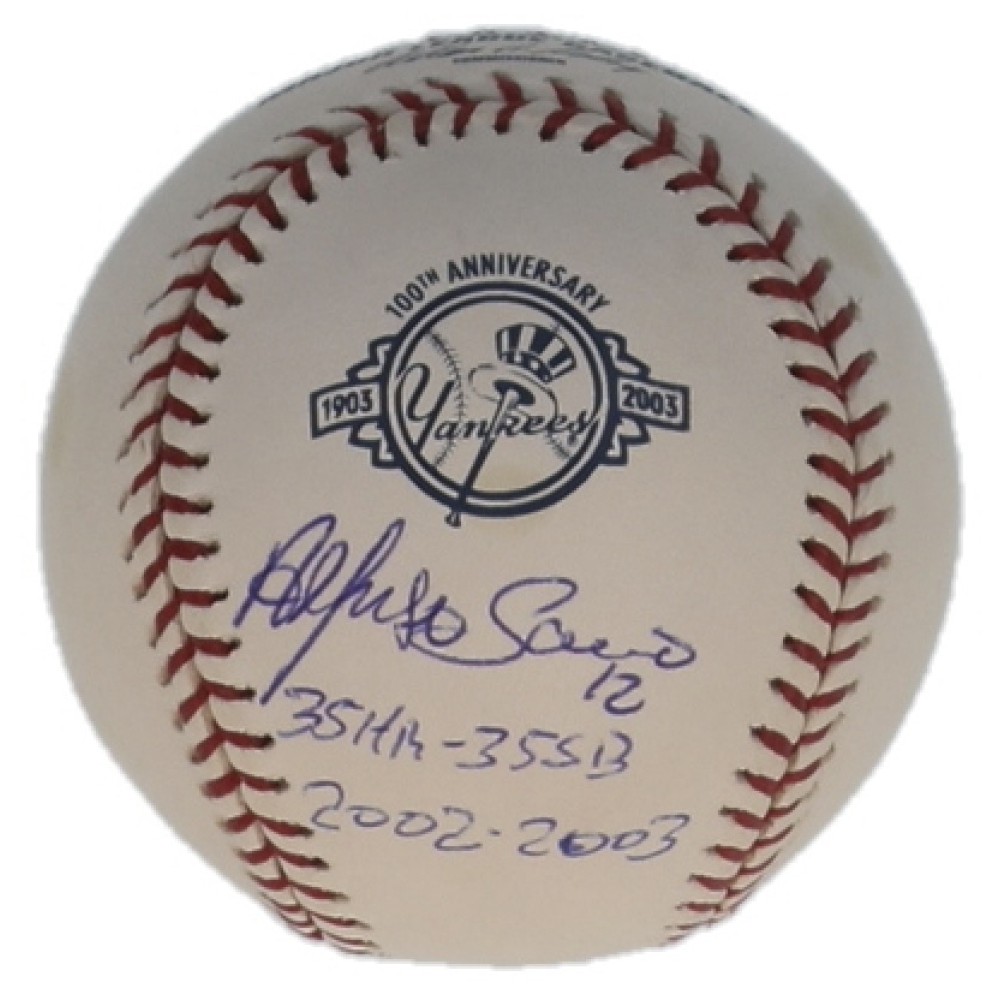 100TH ANNIVERSARY
1903 Yankees 2003
Alfonso Soriano
12
35HR-35SB
2002-2003